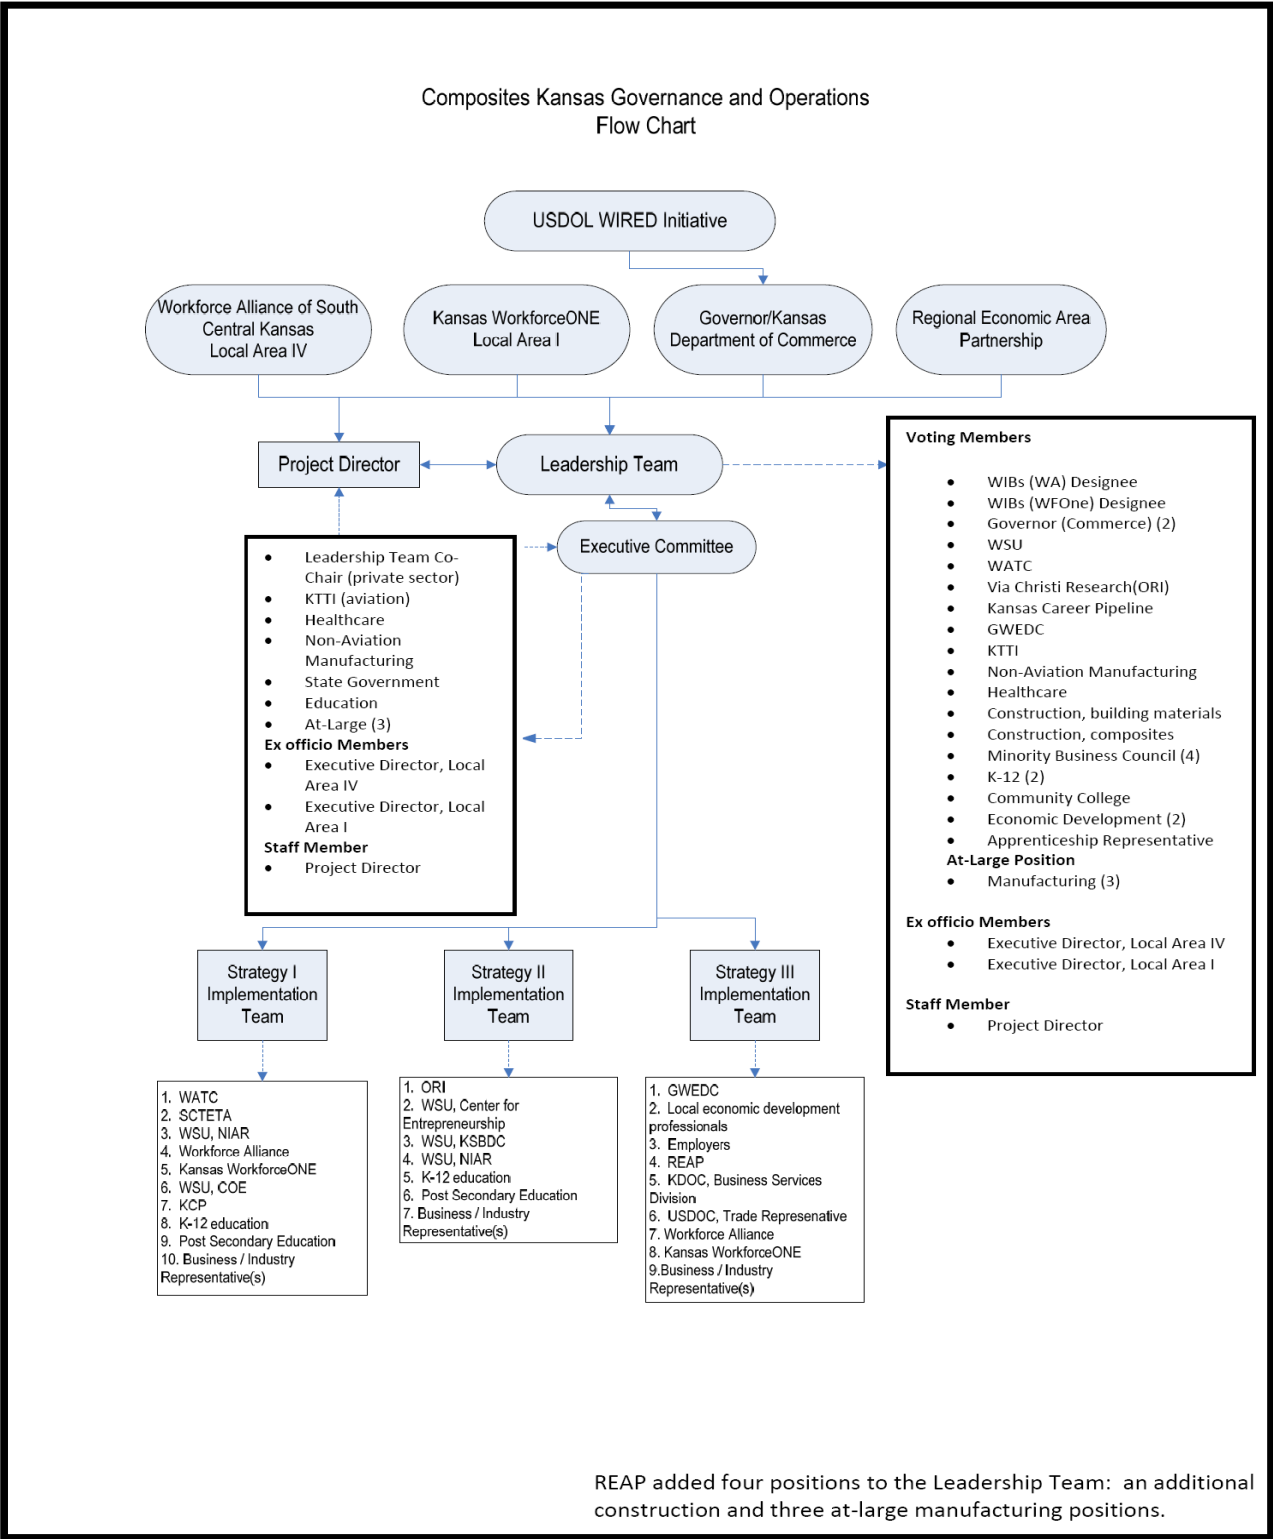 Composites Kansas Governance and Operations
Flow Chart
USDOL WIRED Initiative
Workforce Alliance of South
Central Kansas
Local Area IV
Kansas WorkforceONE
Local Area I
Governor/Kansas
Department of Commerce
Regional Economic Area
Partnership
Project Director
Leadership Team
Executive Committee
Voting Members
• WIBs (WA) Designee
• WIBs (WFOne) Designee
• Governor (Commerce) (2)
• WSU
• WATC
• Via Christi Research(ORI)
• Kansas Career Pipeline
• GWEDC
• KTTI
• Non-Aviation Manufacturing
• Healthcare
• Construction, building materials
• Construction, composites
• Minority Business Council (4)
• K-12 (2)
• Community College
• Economic Development (2)
• Apprenticeship Representative
At-Large Position
• Manufacturing (3)
Ex officio Members
• Executive Director, Local Area IV
• Executive Director, Local Area I
Staff Member
• Project Director
• Leadership Team Co-
Chair (private sector)
• KTTI (aviation)
• Healthcare
• Non-Aviation
Manufacturing
• State Government
• Education
• At-Large (3)
Ex officio Members
• Executive Director, Local
Area IV
• Executive Director, Local
Area I
Staff Member
• Project Director
Strategy I
Implementation
Team
Strategy II
Implementation
Team
Strategy III
Implementation
Team
1. WATC
2. SCTETA
3. WSU, NIAR
4. Workforce Alliance
5. Kansas WorkforceONE
6. WSU, COE
7. KCP
8. K-12 education
9. Post Secondary Education
10. Business / Industry
Representative(s)
1. ORI
2. WSU, Center for
Entrepreneurship
3. WSU, KSBDC
4. WSU, NIAR
5. K-12 education
6. Post Secondary Education
7. Business / Industry
Representative(s)
1. GWEDC
2. Local economic development
professionals
3. Employers
4. REAP
5. KDOC, Business Services
Division
6. USDOC, Trade Represenative
7. Workforce Alliance
8. Kansas WorkforceONE
9.Business / Industry
Representative(s)
REAP added four positions to the Leadership Team: an additional
construction and three at-large manufacturing positions.